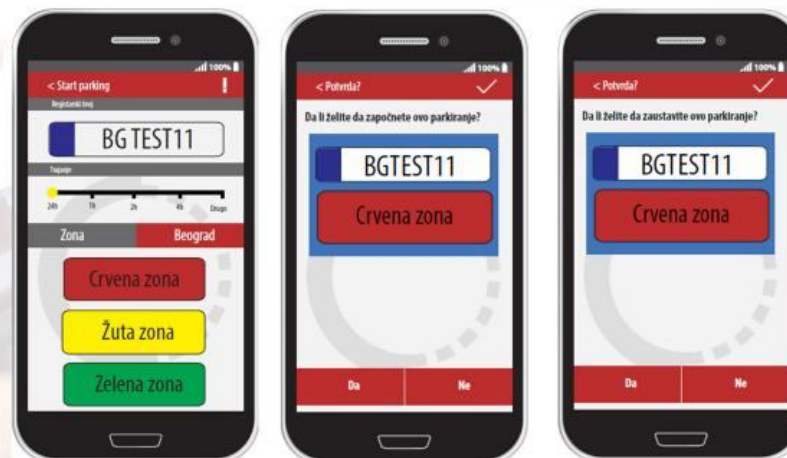 100%
< Start parking !
Registarski broj
BG TEST11
Trajanje
24h 1h 2h 4h Drugo
Zona Beograd
Crvena zona
Žuta zona
Zelena zona
100%
< Potvrda?
Da li želite da započnete ovo parkiranje?
BGTEST11
Crvena zona
Da Ne
100%
< Potvrda?
Da li želite da zaustavite ovo parkiranje?
BGTEST11
Crvena zona
Da Ne